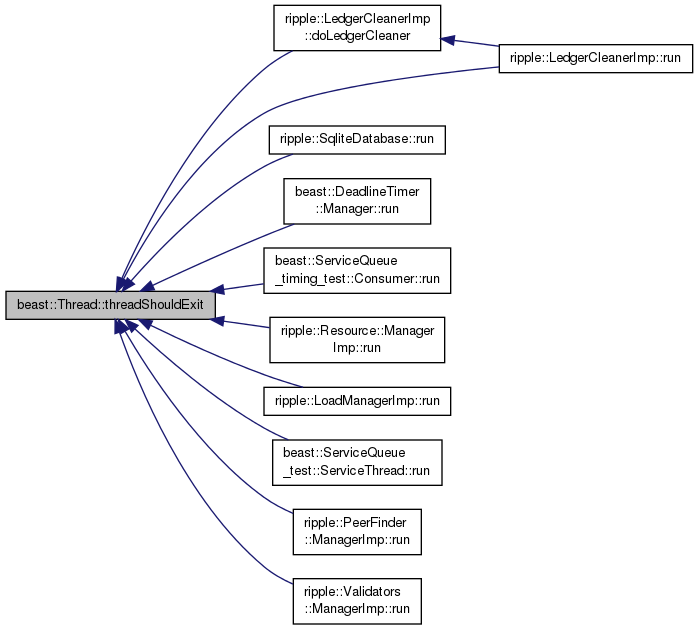 ripple::LedgerCleanerImp
::doLedgerCleaner
ripple::LedgerCleanerImp::run
ripple::SqliteDatabase::run
beast::DeadlineTimer
::Manager::run
beast::ServiceQueue
_timing_test::Consumer::run
beast::Thread::threadShouldExit
ripple::Resource::Manager
Imp::run
ripple::LoadManagerImp::run
beast::ServiceQueue
_test::ServiceThread::run
ripple::PeerFinder
::ManagerImp::run
ripple::Validators
::ManagerImp::run